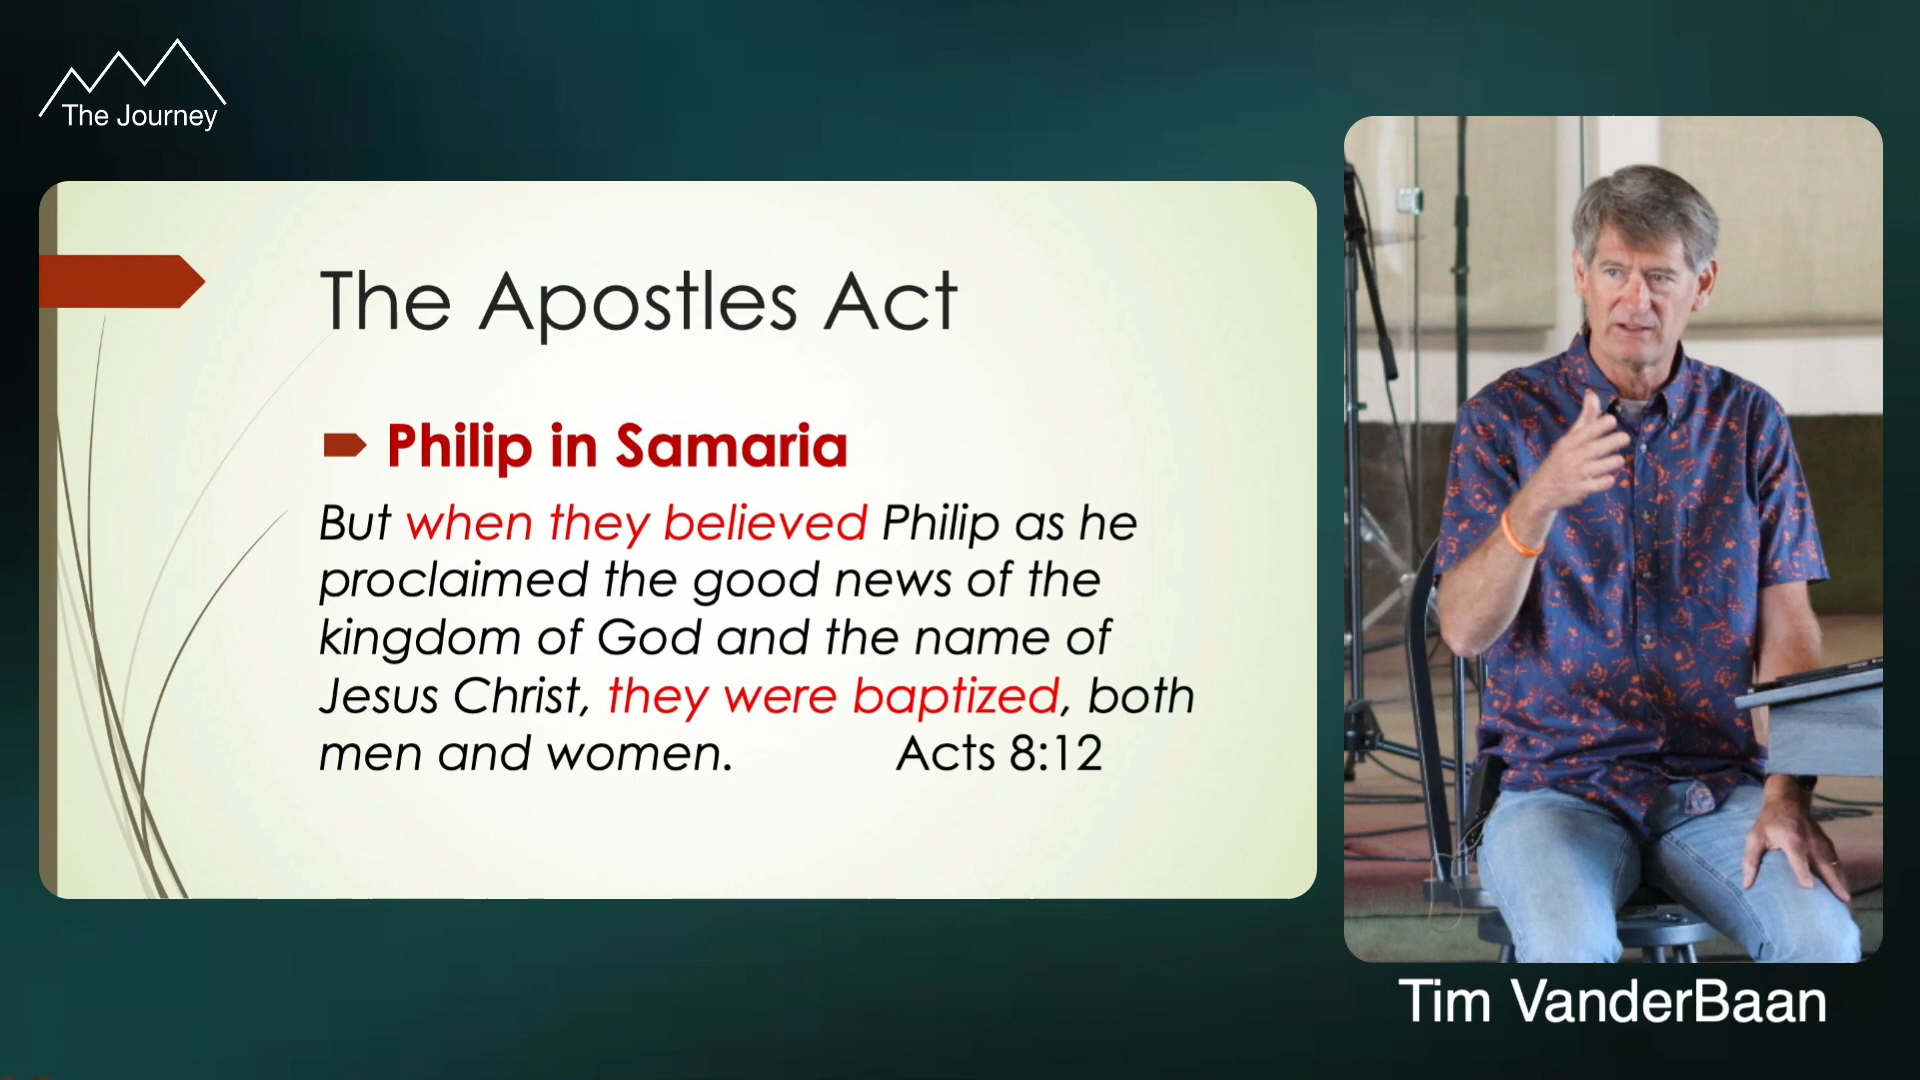 The Journey
The Apostles Act
Philip in Samaria
But when they believed Philip as he
proclaimed the good news of the
kingdom of God and the name of
Jesus Christ, they were baptized, both
men and women. Acts 8:12
Tim VanderBaan